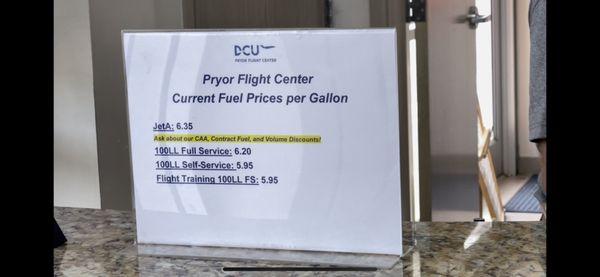 DCU
PRYOR FLIGHT CENTER
Pryor Flight Center
Current Fuel Prices per Gallon
JetA: 6.35
Ask about our CAA, Contract Fuel, and Volume Discounts!
100LL Full Service: 6.20
100LL Self-Service: 5.95
Flight Training 100LL FS: 5.95